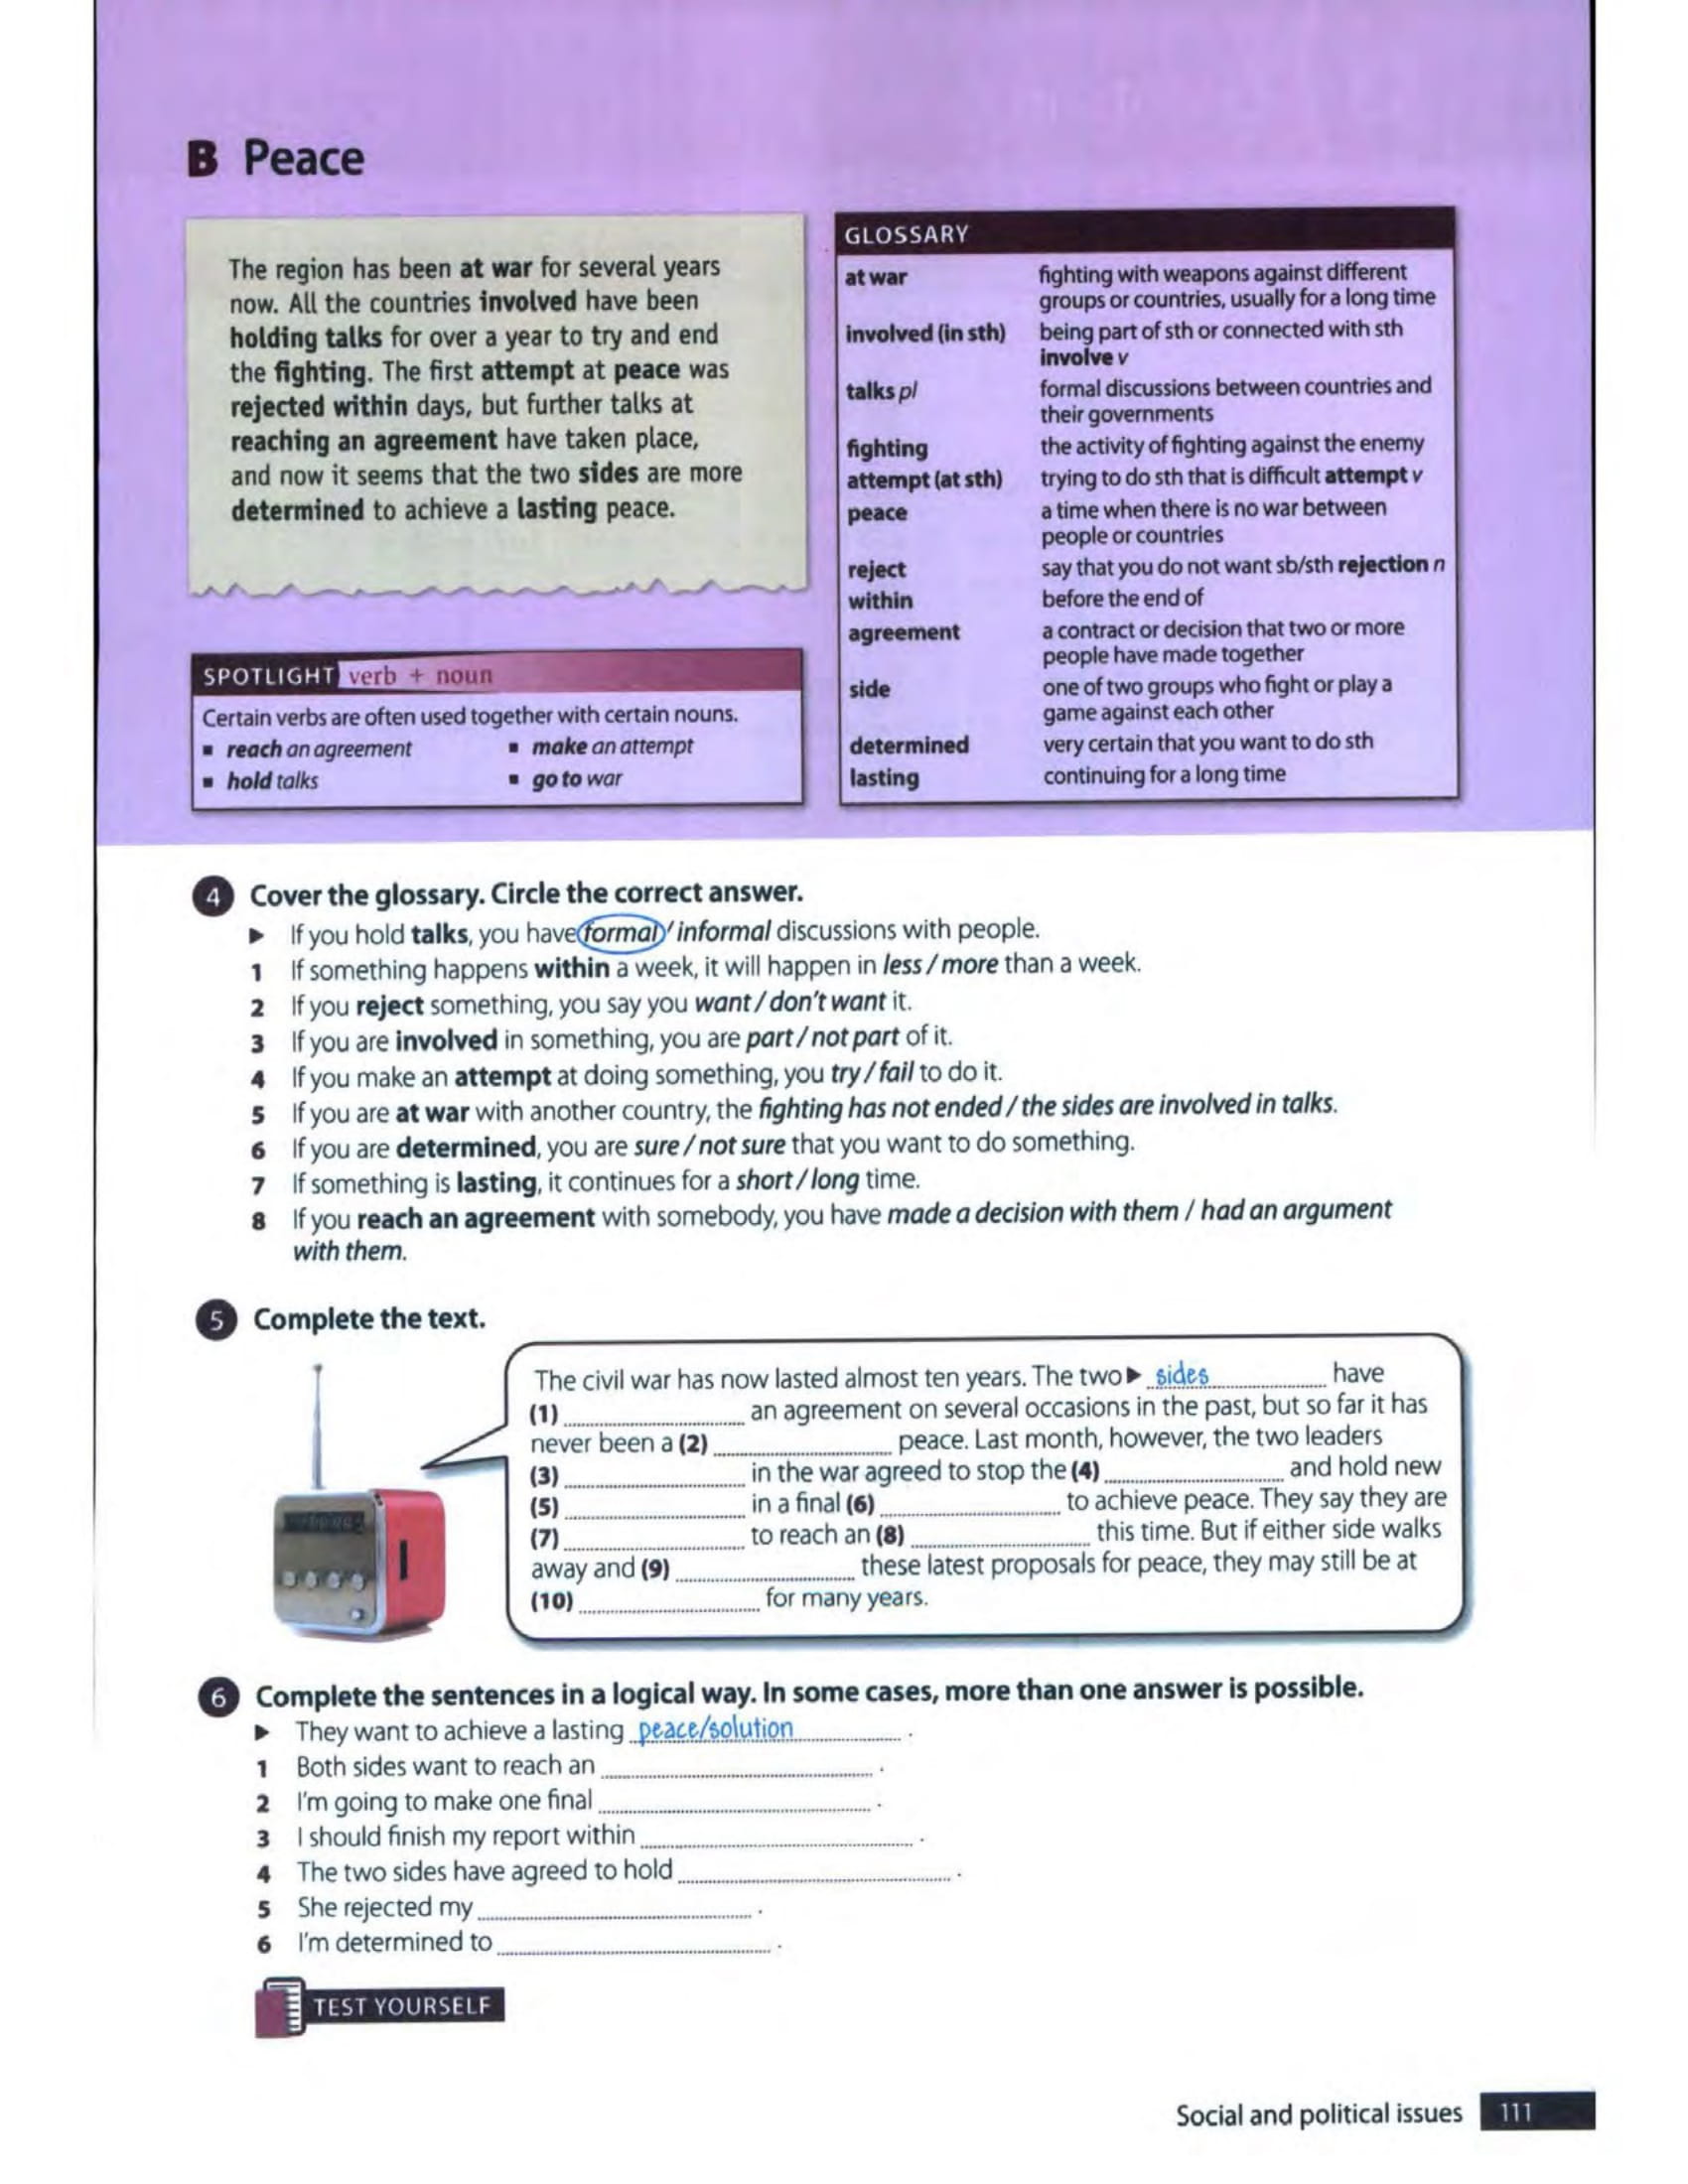 B Peace
The region has been at war for several years
now. All the countries involved have been
holding talks for over a year to try and end
the fighting. The first attempt at peace was
rejected within days, but further talks at
reaching an agreement have taken place,
and now it seems that the two sides are more
determined to achieve a lasting peace.
SPOTLIGHT verb + noun
Certain verbs are often used together with certain nouns.
▪ reach an agreement ▪ make an attempt
▪ hold talks ▪ go to war
GLOSSARY
at war fighting with weapons against different
groups or countries, usually for a long time
involved (in sth) being part of sth or connected with sth
involve v
talks pl formal discussions between countries and
their governments
fighting the activity of fighting against the enemy
attempt (at sth) trying to do sth that is difficult attempt v
peace a time when there is no war between
people or countries
reject say that you do not want sb/sth rejection n
within before the end of
agreement a contract or decision that two or more
people have made together
side one of two groups who fight or play a
game against each other
determined very certain that you want to do sth
lasting continuing for a long time
4 Cover the glossary. Circle the correct answer.
▶ If you hold talks, you have formal / informal discussions with people.
1 If something happens within a week, it will happen in less / more than a week.
2 If you reject something, you say you want / don't want it.
3 If you are involved in something, you are part / not part of it.
4 If you make an attempt at doing something, you try / fail to do it.
5 If you are at war with another country, the fighting has not ended / the sides are involved in talks.
6 If you are determined, you are sure / not sure that you want to do something.
7 If something is lasting, it continues for a short / long time.
8 If you reach an agreement with somebody, you have made a decision with them / had an argument
with them.
5 Complete the text.
The civil war has now lasted almost ten years. The two ▶ sides have
(1) an agreement on several occasions in the past, but so far it has
never been a (2) peace. Last month, however, the two leaders
(3) in the war agreed to stop the (4) and hold new
(5) in a final (6) to achieve peace. They say they are
(7) to reach an (8) this time. But if either side walks
away and (9) these latest proposals for peace, they may still be at
(10) for many years.
6 Complete the sentences in a logical way. In some cases, more than one answer is possible.
▶ They want to achieve a lasting peace/solution .
1 Both sides want to reach an .
2 I'm going to make one final .
3 I should finish my report within .
4 The two sides have agreed to hold .
5 She rejected my .
6 I'm determined to .
TEST YOURSELF
Social and political issues 111